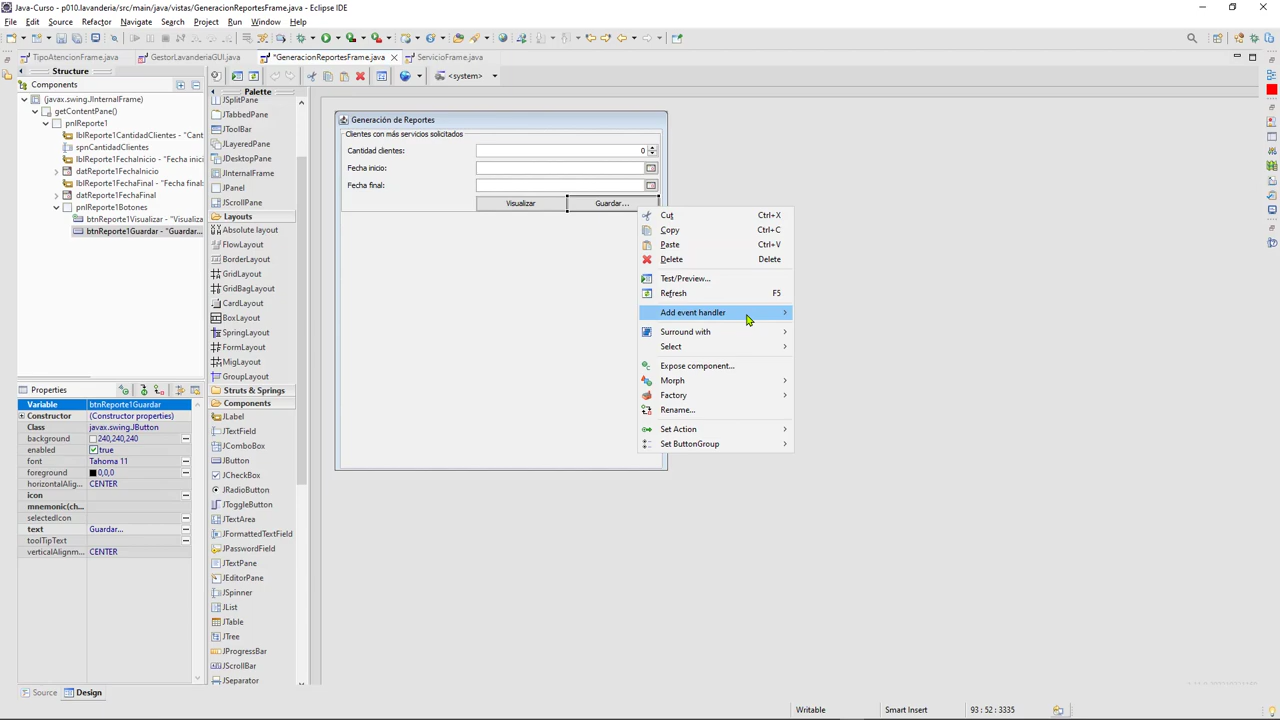 Java-Curso - p010.lavanderia/src/main/java/vistas/GeneracionReportesFrame.java - Eclipse IDE
File Edit Source Refactor Navigate Search Project Run Window Help
TipoAtencionFrame.java GestorLavanderiaGUI.java *GeneracionReportesFrame.java ServicioFrame.java
Structure
Components
(javax.swing.JInternalFrame)
getContentPane()
pnlReporte1
lblReporte1CantidadClientes - "Cant
spnCantidadClientes
lblReporte1FechaInicio - "Fecha inici
datReporte1FechaInicio
lblReporte1FechaFinal - "Fecha final:
datReporte1FechaFinal
pnlReporte1Botones
btnReporte1Visualizar - "Visualiza
btnReporte1Guardar - "Guardar...
Properties
Variable btnReporte1Guardar
Constructor (Constructor properties)
Class javax.swing.JButton
background 240,240,240
enabled true
font Tahoma 11
foreground 0,0,0
horizontalAlig... CENTER
icon
mnemonic(ch...
selectedIcon
text Guardar...
toolTipText
verticalAlignm... CENTER
Source Design
Palette
JSplitPane
JTabbedPane
JToolBar
JLayeredPane
JDesktopPane
JInternalFrame
JPanel
JScrollPane
Layouts
Absolute layout
FlowLayout
BorderLayout
GridLayout
GridBagLayout
CardLayout
BoxLayout
SpringLayout
FormLayout
MigLayout
GroupLayout
Struts & Springs
Components
JLabel
JTextField
JComboBox
JButton
JCheckBox
JRadioButton
JToggleButton
JTextArea
JFormattedTextField
JPasswordField
JTextPane
JEditorPane
JSpinner
JList
JTable
JTree
JProgressBar
JScrollBar
JSeparator
<system>
Generación de Reportes
Clientes con más servicios solicitados
Cantidad clientes: 0
Fecha inicio:
Fecha final:
Visualizar Guardar...
Cut Ctrl+X
Copy Ctrl+C
Paste Ctrl+V
Delete Delete
Test/Preview...
Refresh F5
Add event handler
Surround with
Select
Expose component...
Morph
Factory
Rename...
Set Action
Set ButtonGroup
Writable Smart Insert 93 : 52 : 3335